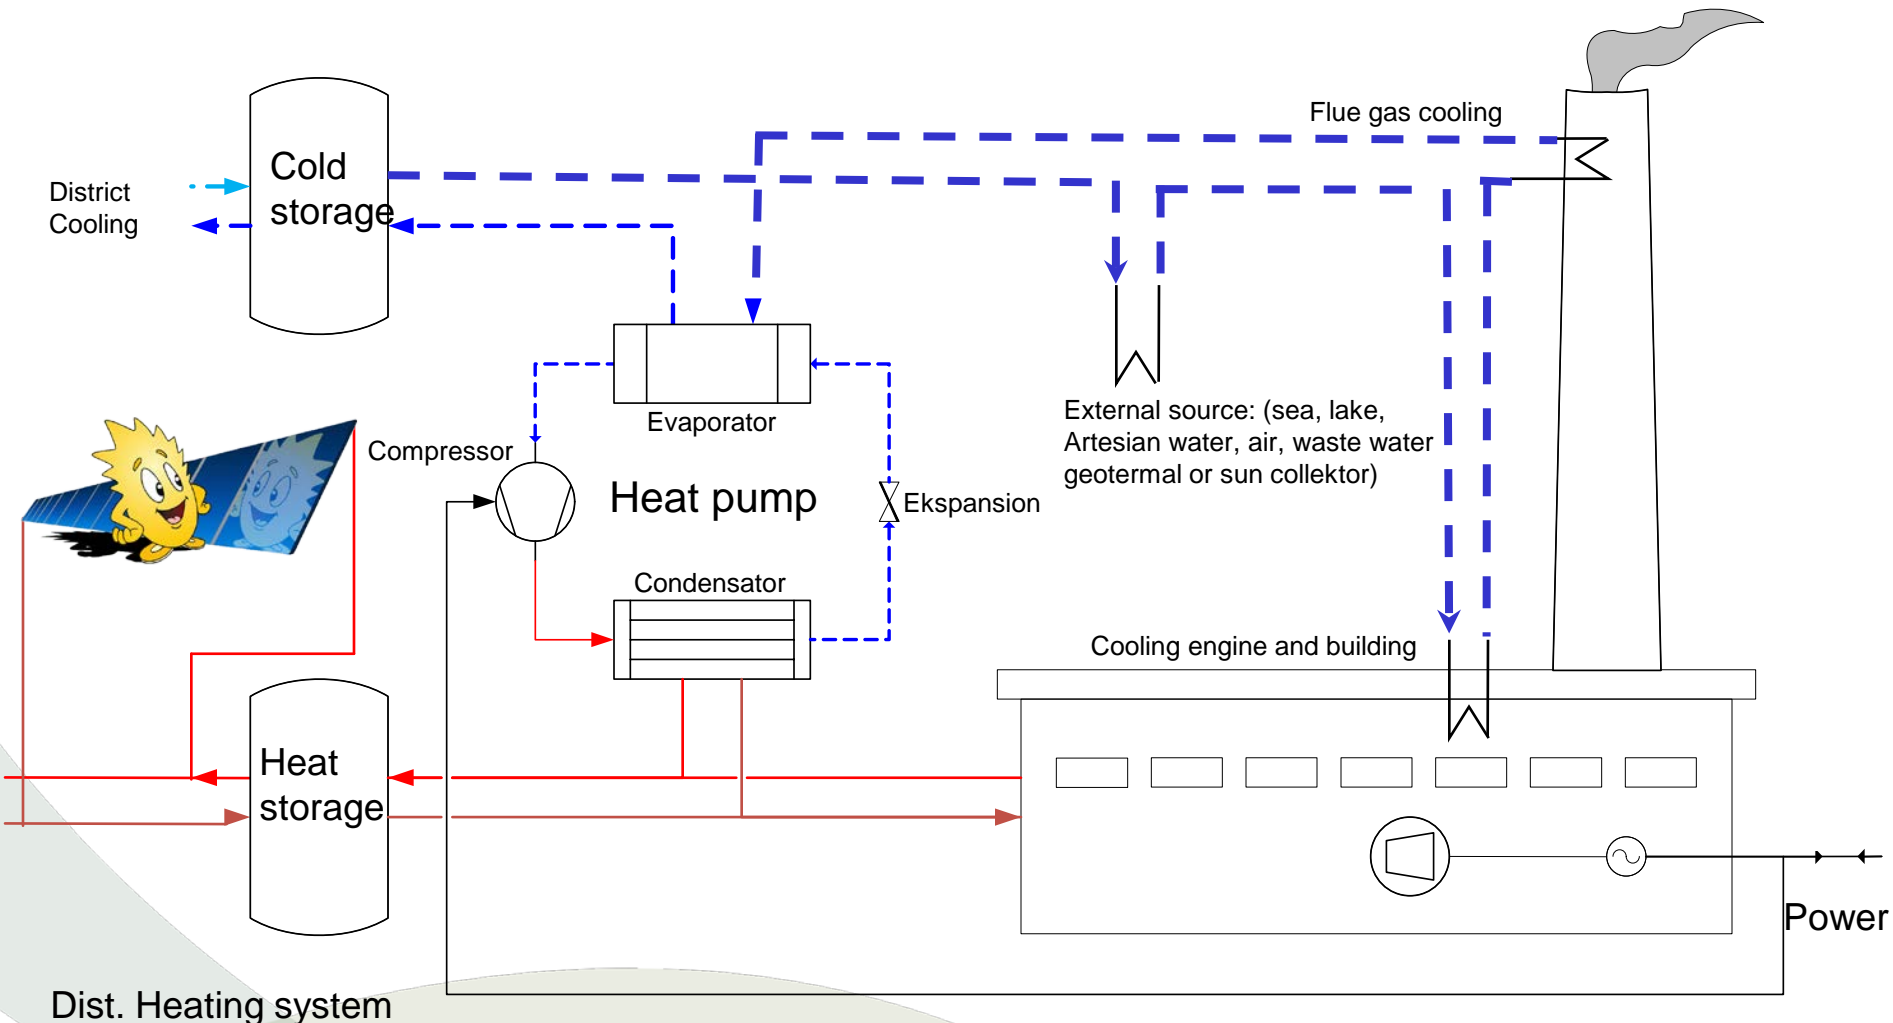 Flue gas cooling
Cold
storage
District
Cooling
Evaporator
External source: (sea, lake,
Artesian water, air, waste water
geotermal or sun collektor)
Compressor
Heat pump
Ekspansion
Condensator
Cooling engine and building
Heat
storage
Power
Dist. Heating system